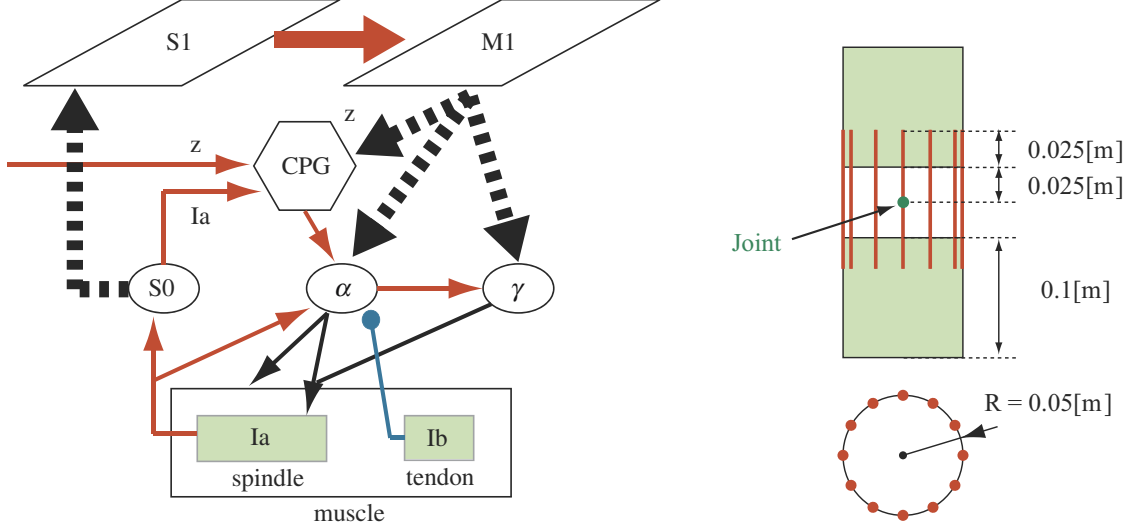 S1
M1
z
z
CPG
Ia
S0
α
γ
Ia
Ib
spindle
tendon
muscle
0.025[m]
0.025[m]
Joint
0.1[m]
R = 0.05[m]